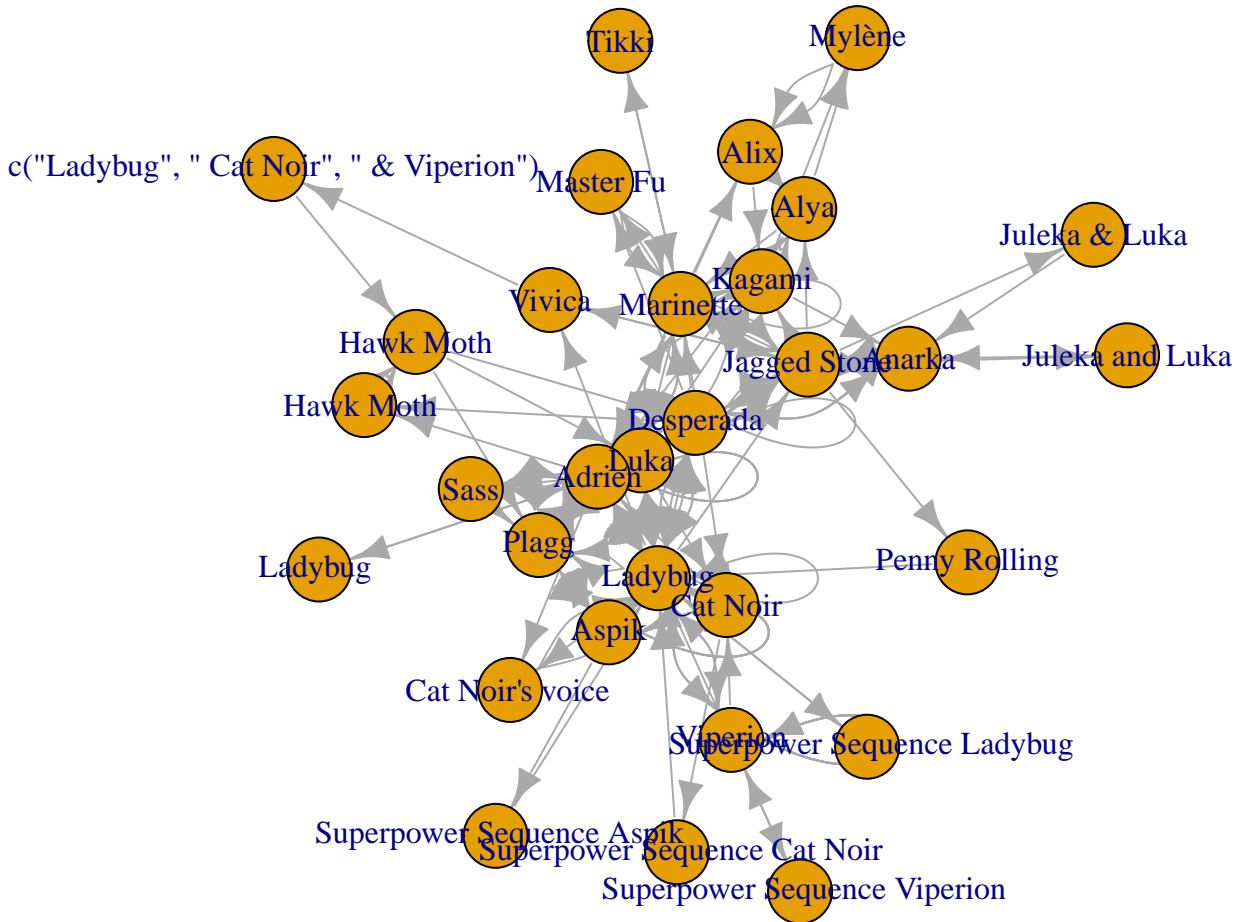 Tikki
Mylène
Alix
c("Ladybug", " Cat Noir", " & Viperion")
Master Fu
Alya
Juleka & Luka
Kagami
Vivica
Marinette
Hawk Moth
Jagged Stone
Anarka
Juleka and Luka
Hawk Moth
Desperada
Luka
Adrien
Sass
Plagg
Ladybug
Penny Rolling
Ladybug
Cat Noir
Aspik
Cat Noir's voice
Viperion
Superpower Sequence Ladybug
Superpower Sequence Aspik
Superpower Sequence Cat Noir
Superpower Sequence Viperion